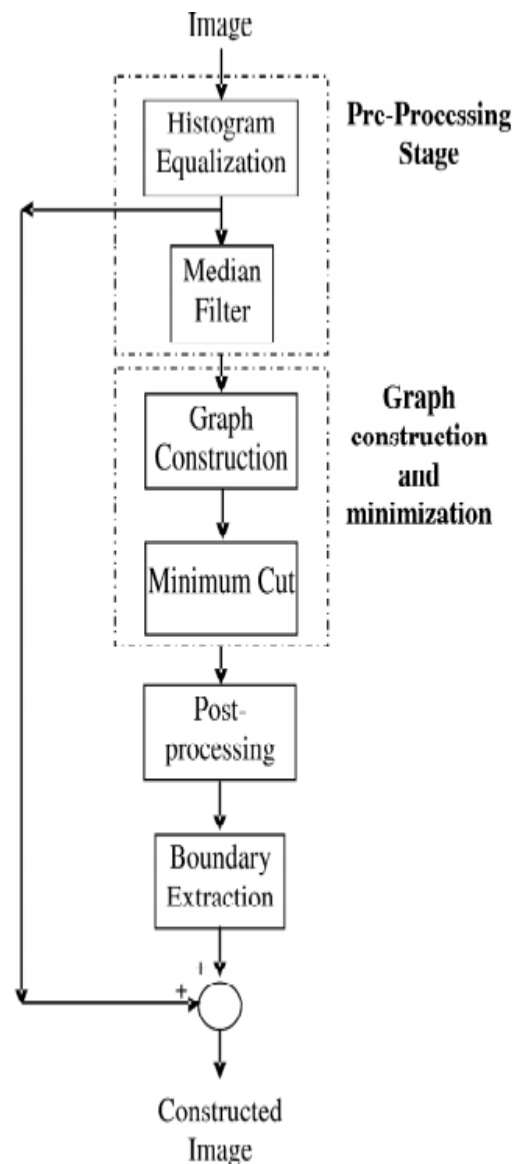 Image
Histogram
Equalization
Pre-Processing
Stage
Median
Filter
Graph
Construction
Graph
construction
and
minimization
Minimum Cut
Post-
processing
Boundary
Extraction
+
+
Constructed
Image